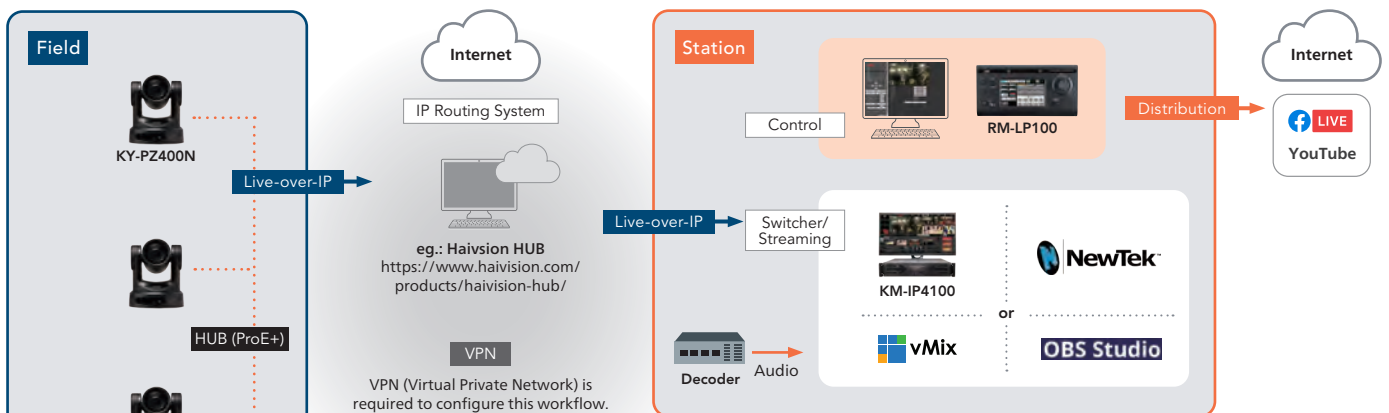 Field
KY-PZ400N
HUB (ProE+)
Live-over-IP
Internet
IP Routing System
eg.: Haivsion HUB
https://www.haivision.com/
products/haivision-hub/
VPN
VPN (Virtual Private Network) is
required to configure this workflow.
Live-over-IP
Station
Control
RM-LP100
Switcher/
Streaming
KM-IP4100
NewTek™
or
vMix
OBS Studio
Decoder
Audio
Distribution
Internet
LIVE
YouTube